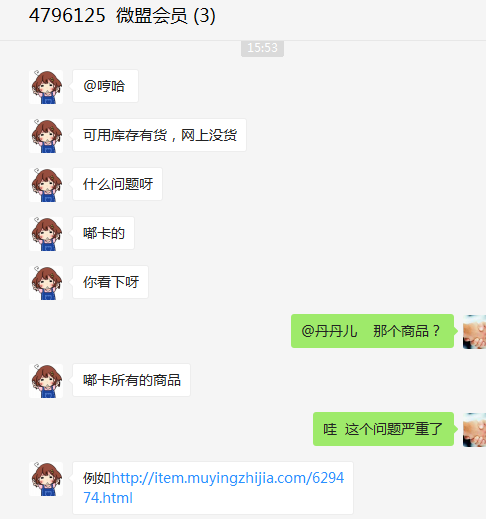 4796125 微盟会员 (3)
15:53
@哼哈
可用库存有货，网上没货
什么问题呀
嘟卡的
你看下呀
@丹丹儿 那个商品？
嘟卡所有的商品
哇 这个问题严重了
例如http://item.muyingzhijia.com/6294
74.html